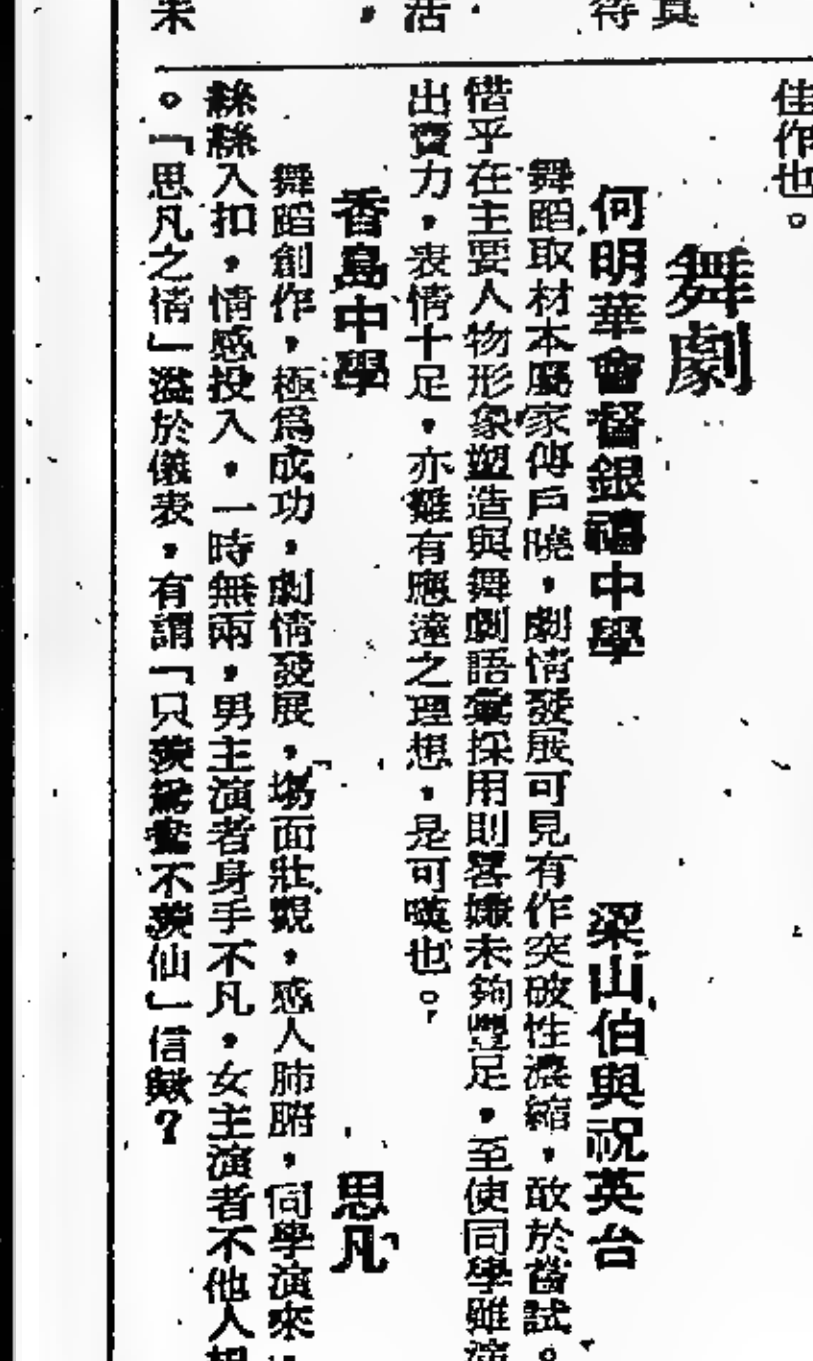 真
待
活
未
佳作也。
舞劇
何明華會督銀禧中學 梁山伯與祝英台
舞蹈取材本屬家傳戶曉，劇情發展可見有作突破性濃縮，敢於嘗試。
惜乎在主要人物形象塑造與舞劇語彙採用則畧嫌未夠豐足，至使同學雖演
出賣力，表情十足，亦難有應達之理想，是可嘆也。
香島中學 思凡
舞蹈創作，極爲成功，劇情發展，塲面壯觀，感人肺腑，同學演來，
絲絲入扣，情感投入，一時無兩，男主演者身手不凡，女主演者不他人
。「思凡之情」溢於儀表，有謂「只羨鴛鴦不羨仙」信歟？